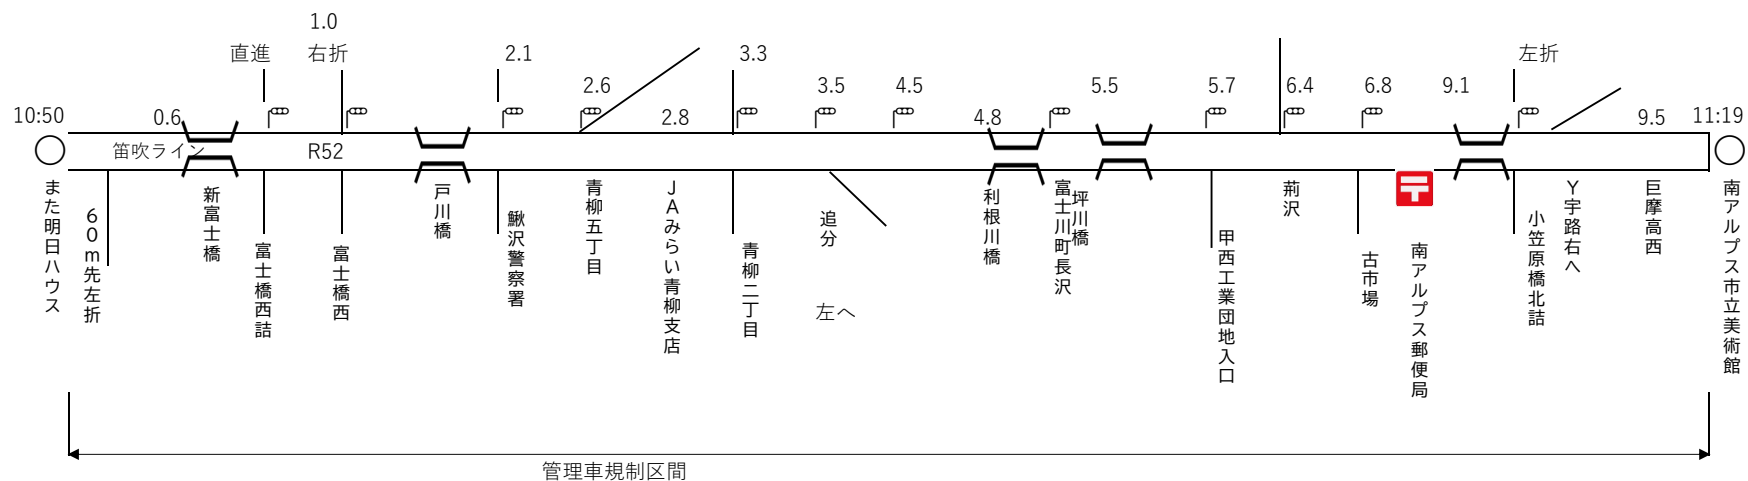 1.0
直進
右折
2.1
3.3
左折
2.6
3.5
4.5
5.5
5.7
6.4
6.8
9.1
10:50
0.6
2.8
4.8
9.5
11:19
笛吹ライン
R52
また明日ハウス
60m先左折
新富士橋
富士橋西詰
富士橋西
戸川橋
鰍沢警察署
青柳五丁目
JAみらい青柳支店
青柳二丁目
追分
左へ
利根川橋
富士川町長沢
坪川橋
甲西工業団地入口
荊沢
古市場
南アルプス郵便局
小笠原橋北詰
Y宇路右へ
巨摩高西
南アルプス市立美術館
管理車規制区間